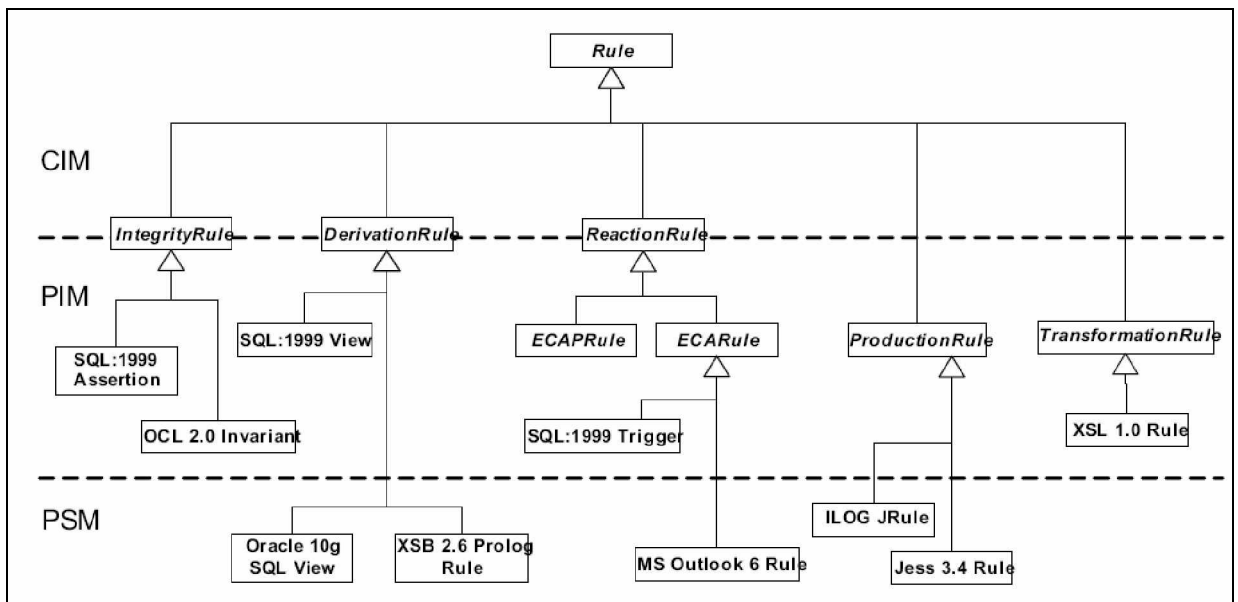 Rule
CIM
IntegrityRule
DerivationRule
ReactionRule
PIM
SQL:1999 View
ECAPRule
ECARule
ProductionRule
TransformationRule
SQL:1999
Assertion
OCL 2.0 Invariant
SQL:1999 Trigger
XSL 1.0 Rule
PSM
Oracle 10g
SQL View
XSB 2.6 Prolog
Rule
MS Outlook 6 Rule
ILOG JRule
Jess 3.4 Rule